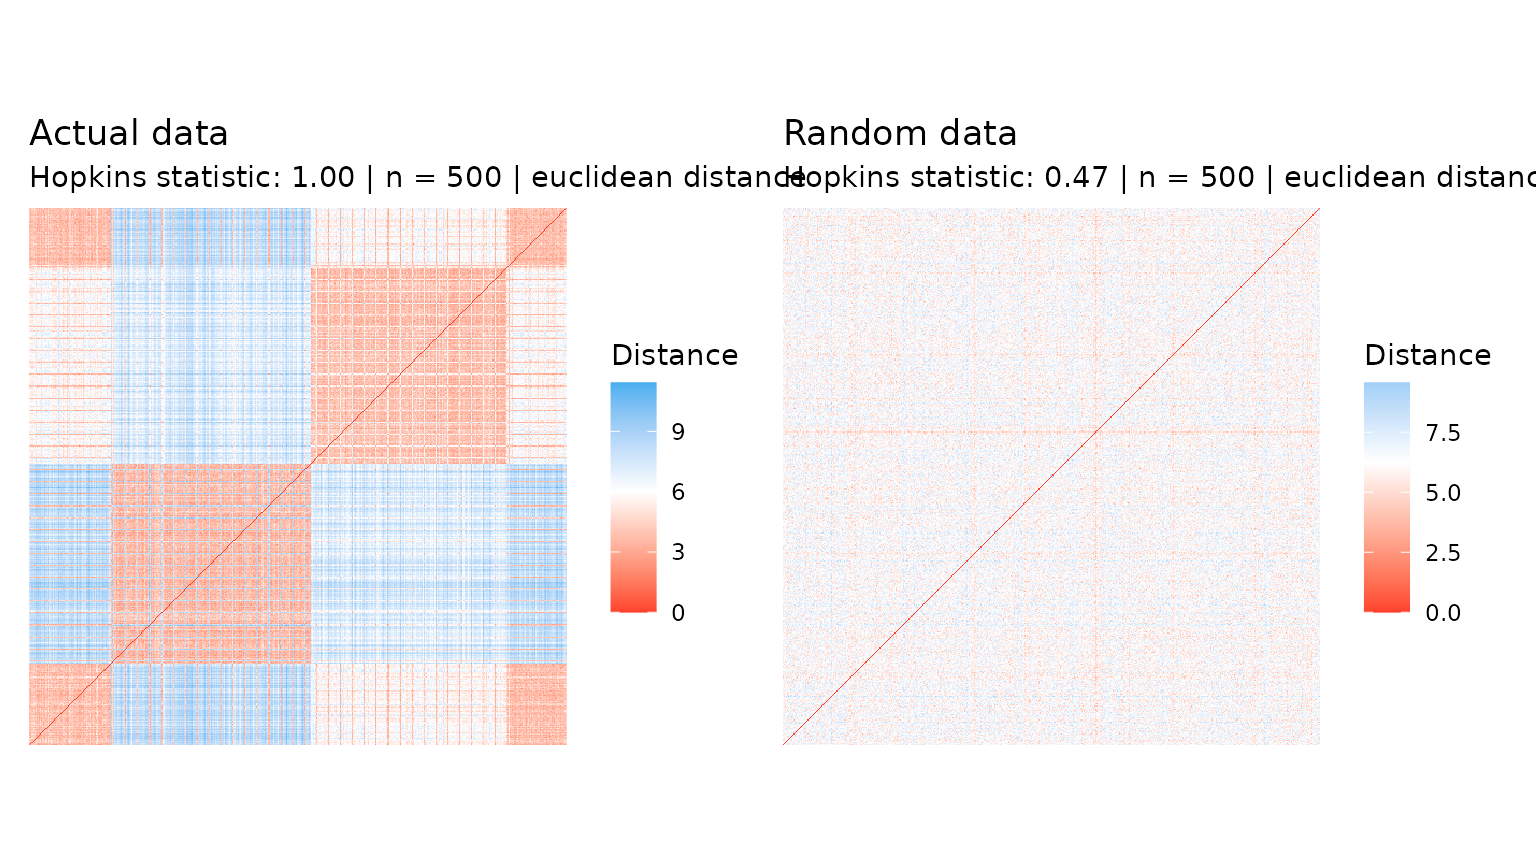 Actual data
Hopkins statistic: 1.00 | n = 500 | euclidean distance
Distance
9
6
3
0
Random data
Hopkins statistic: 0.47 | n = 500 | euclidean distanc
Distance
7.5
5.0
2.5
0.0